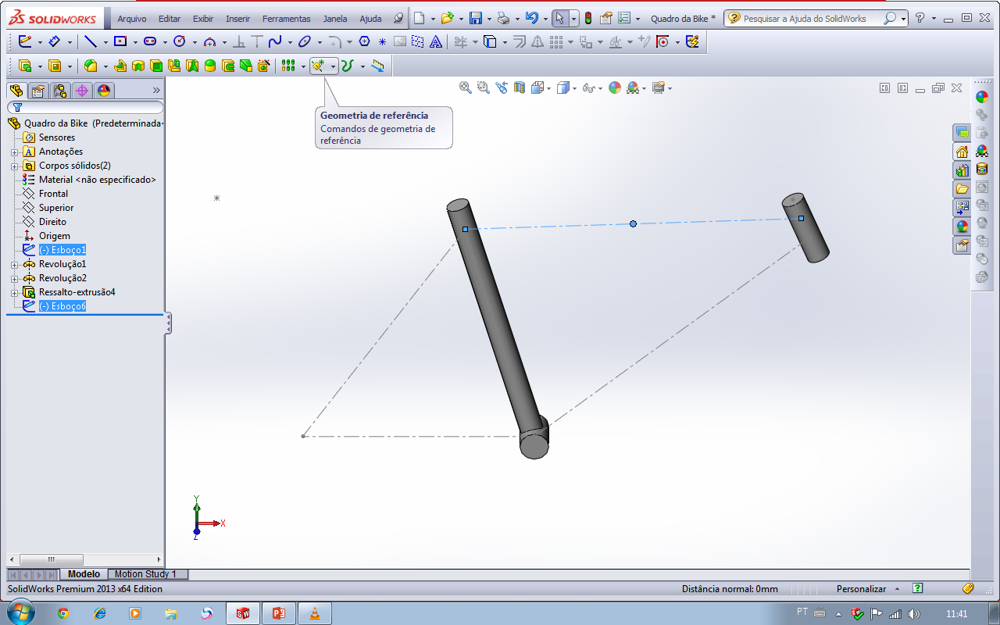 SOLIDWORKS Arquivo Editar Exibir Inserir Ferramentas Janela Ajuda Quadro da Bike * Pesquisar a Ajuda do SolidWorks
Geometria de referência
Comandos de geometria de
referência
Quadro da Bike (Predeterminada
Sensores
Anotações
Corpos sólidos(2)
Material <não especificado>
Frontal
Superior
Direito
Origem
(-) Esboço1
Revolução1
Revolução2
Ressalto-extrusão4
(-) Esboço6
Y
X
Z
Modelo Motion Study 1
SolidWorks Premium 2013 x64 Edition Distância normal: 0mm Personalizar
PT 11:41